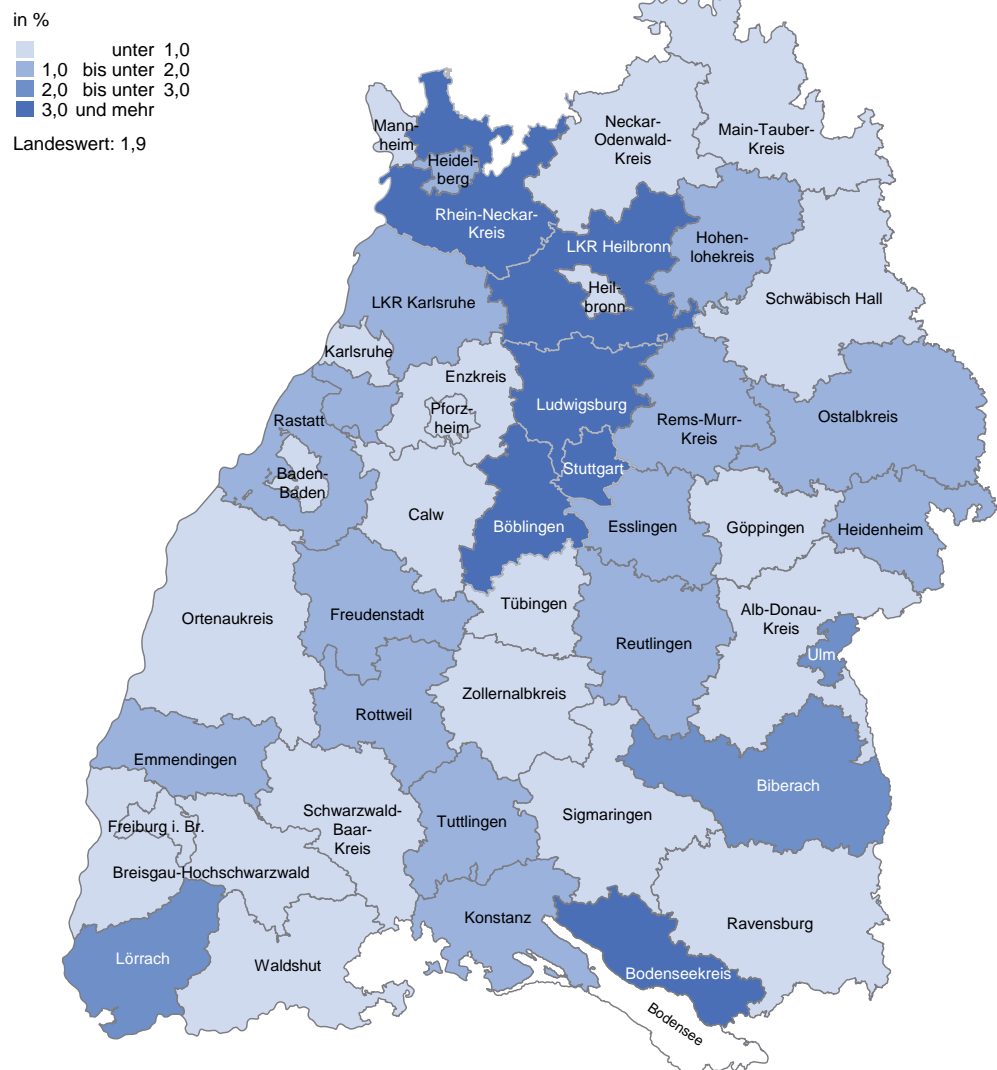 in %
unter 1,0
1,0 bis unter 2,0
2,0 bis unter 3,0
3,0 und mehr
Landeswert: 1,9
Mann-
heim
Heidel-
berg
Rhein-Neckar-
Kreis
Neckar-
Odenwald-
Kreis
Main-Tauber-
Kreis
LKR Heilbronn
Heil-
bronn
Hohen-
lohekreis
Schwäbisch Hall
LKR Karlsruhe
Karlsruhe
Enzkreis
Pforz-
heim
Ludwigsburg
Rems-Murr-
Kreis
Ostalbkreis
Rastatt
Baden-
Baden
Calw
Stuttgart
Böblingen
Esslingen
Göppingen
Heidenheim
Ortenaukreis
Freudenstadt
Tübingen
Reutlingen
Alb-Donau-
Kreis
Ulm
Zollernalbkreis
Rottweil
Emmendingen
Biberach
Schwarzwald-
Baar-
Kreis
Tuttlingen
Sigmaringen
Freiburg i. Br.
Breisgau-Hochschwarzwald
Konstanz
Ravensburg
Lörrach
Waldshut
Bodenseekreis
Bodensee